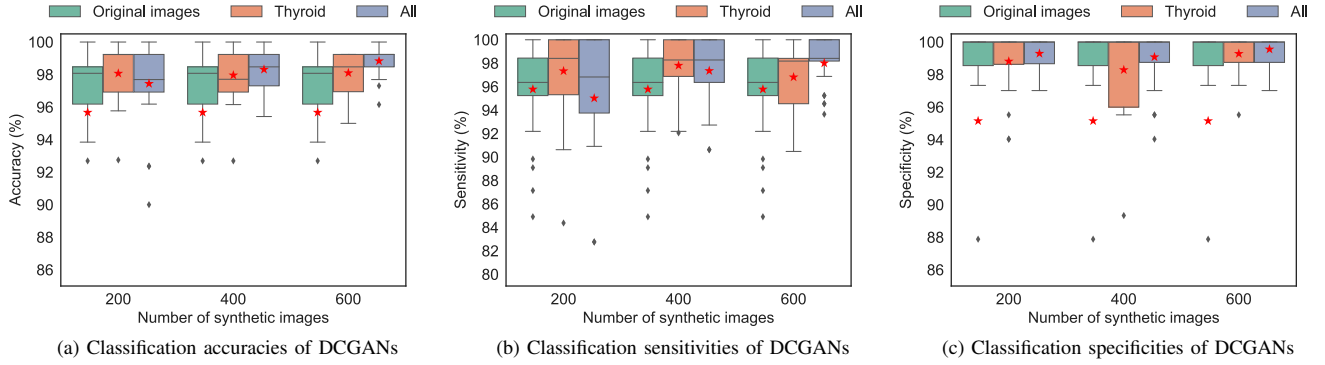 Original images Thyroid All
100
98
96
94
92
90
88
86
Accuracy (%)
200 400 600
Number of synthetic images
(a) Classification accuracies of DCGANs
Original images Thyroid All
100
98
96
94
92
90
88
86
84
82
80
Sensitivity (%)
200 400 600
Number of synthetic images
(b) Classification sensitivities of DCGANs
Original images Thyroid All
100
98
96
94
92
90
88
86
Specificity (%)
200 400 600
Number of synthetic images
(c) Classification specificities of DCGANs